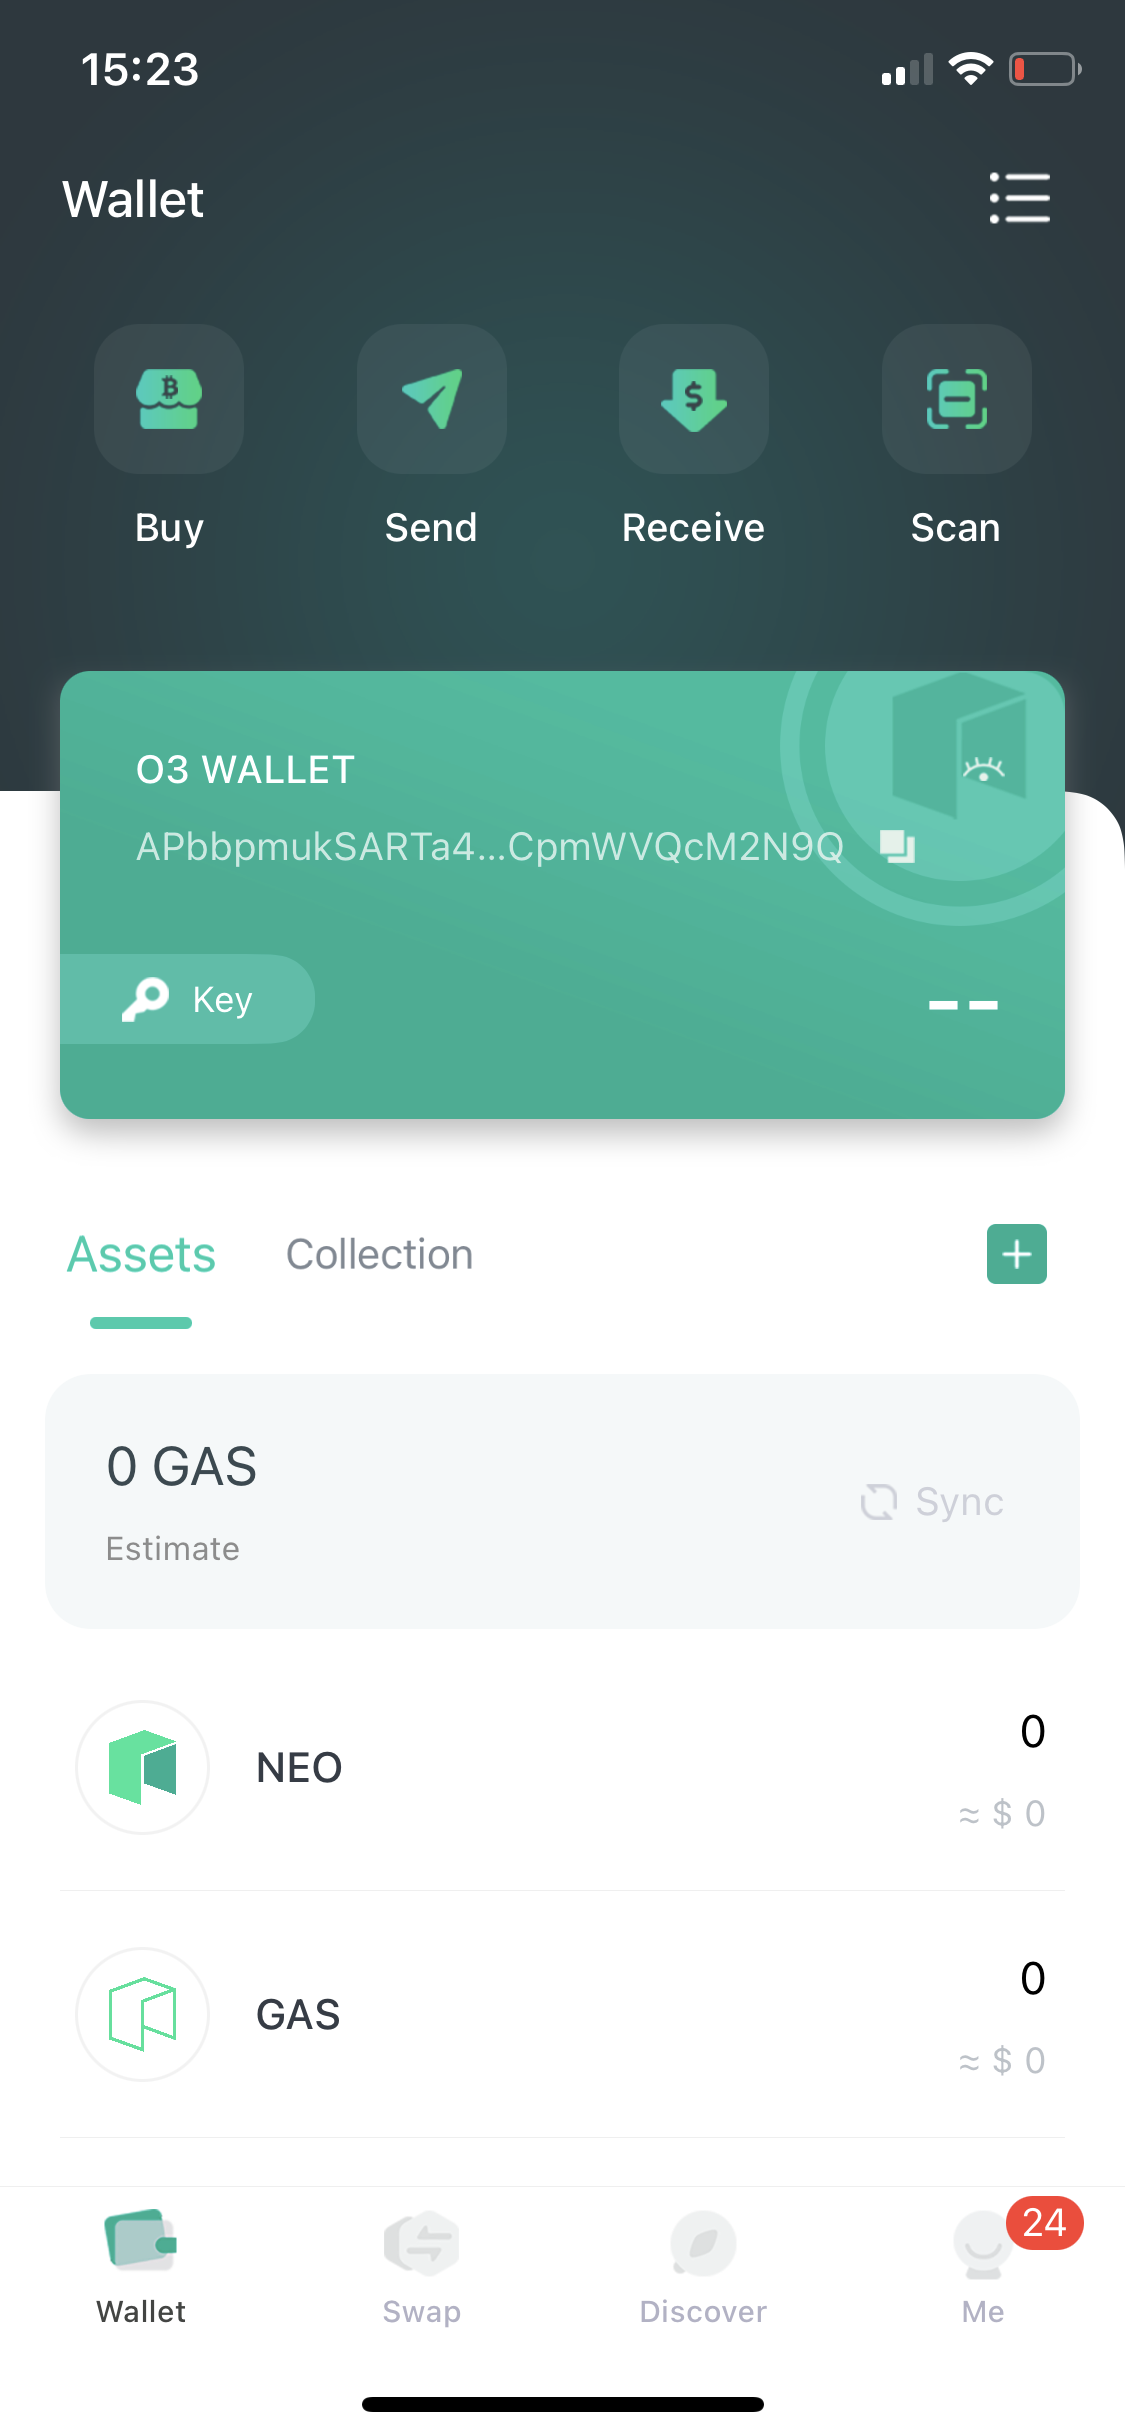 15:23
Wallet
Buy
Send
Receive
Scan
O3 WALLET
APbbpmukSARTa4...CpmWVQcM2N9Q
Key
--
Assets
Collection
0 GAS
Estimate
Sync
NEO
0
≈ $ 0
GAS
0
≈ $ 0
24
Wallet
Swap
Discover
Me